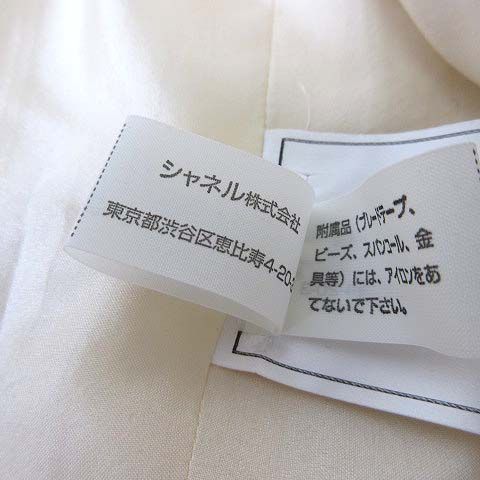 シャネル株式会社
東京都渋谷区恵比寿4-20-
附属品（ブレードテープ、
ビーズ、スパンコール、金
具等）には、アイロンをあ
てないで下さい。